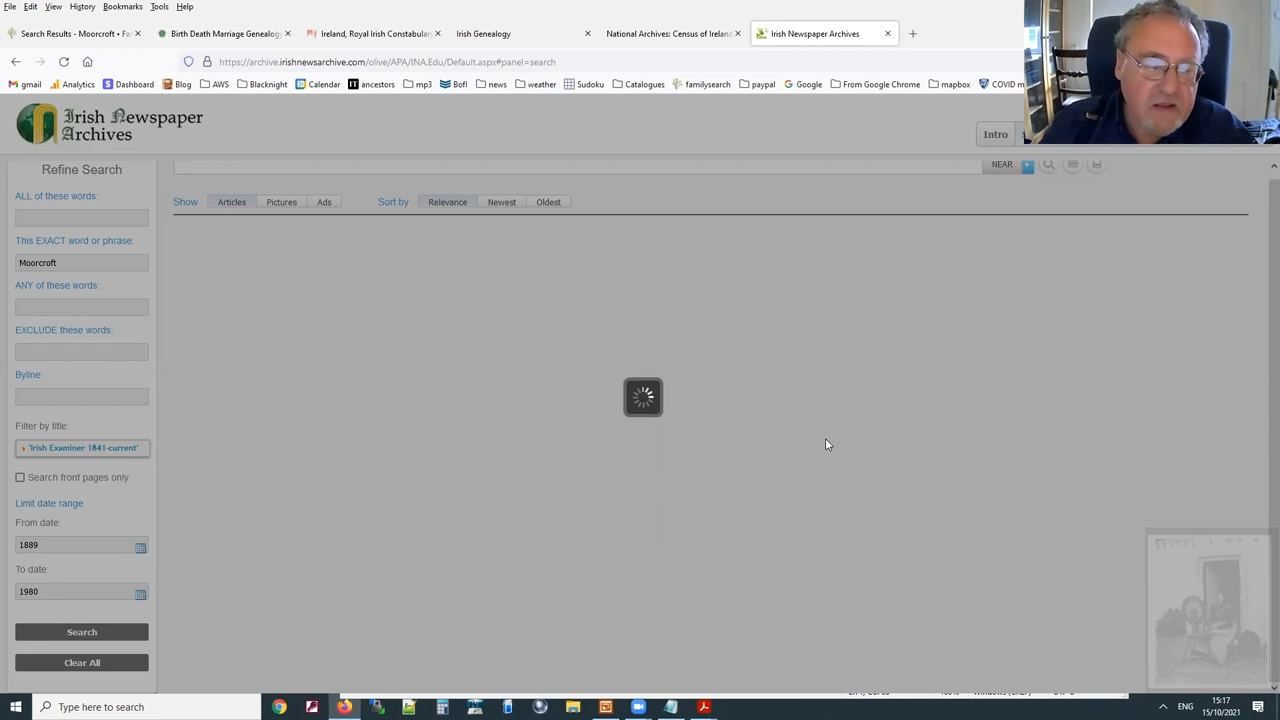 File Edit View History Bookmarks Tools Help
Search Results - Moorcroft • Fa
Birth Death Marriage Genealogy
Ireland, Royal Irish Constabular
Irish Genealogy
National Archives: Census of Ireland
Irish Newspaper Archives
https://archive.irishnewsarchive.com/olive/APA/INA.Edu/Default.aspx#panel=search
gmail Analytics Dashboard Blog AWS Blacknight Calendar ancestors mp3 BofI news weather Sudoku Catalogues familysearch paypal Google From Google Chrome mapbox COVID m
Irish Newspaper
Archives
Intro
Refine Search
NEAR
ALL of these words:
Show Articles Pictures Ads Sort by Relevance Newest Oldest
This EXACT word or phrase:
Moorcroft
ANY of these words:
EXCLUDE these words:
Byline:
Filter by title:
'Irish Examiner 1841-current'
Search front pages only
Limit date range
From date:
1889
To date:
1980
Search
Clear All
Type here to search
15:17
15/10/2021